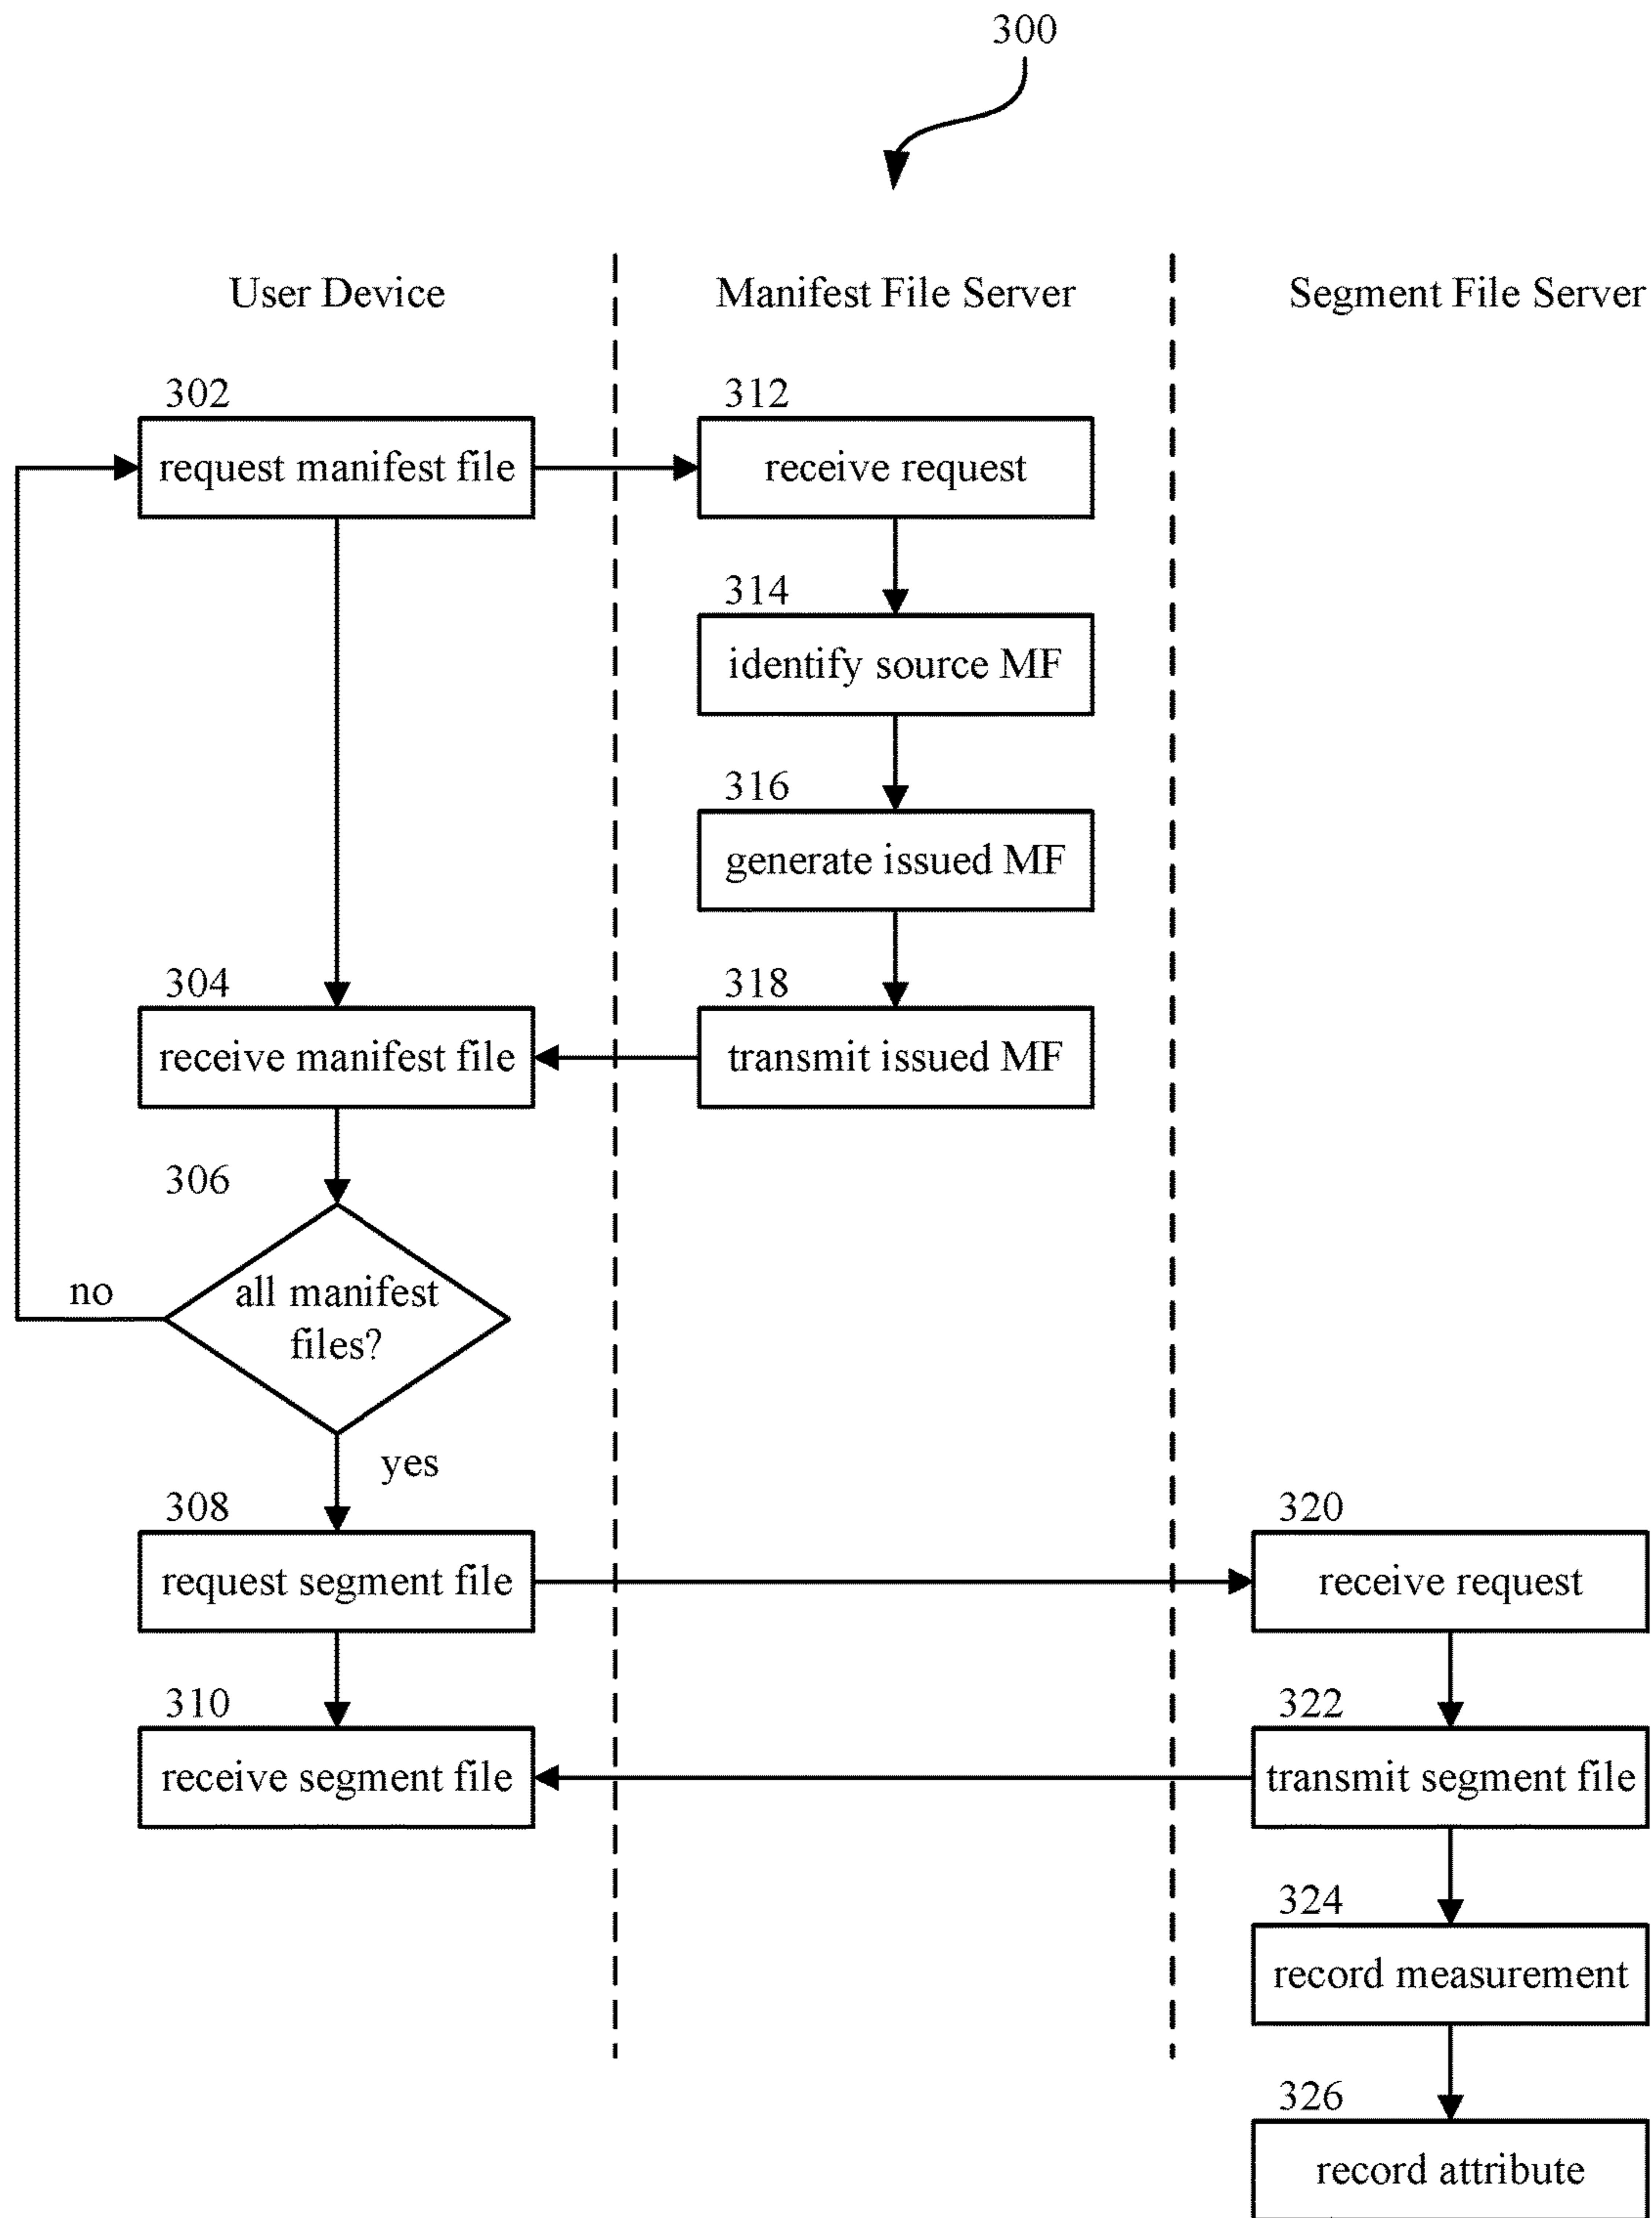 300
User Device
Manifest File Server
Segment File Server
302
312
request manifest file
receive request
314
identify source MF
316
generate issued MF
304
318
receive manifest file
transmit issued MF
306
no
all manifest
files?
yes
308
320
request segment file
receive request
310
322
receive segment file
transmit segment file
324
record measurement
326
record attribute